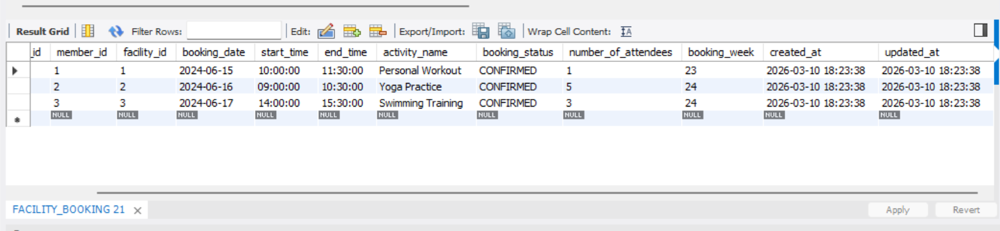 Result Grid Filter Rows: Edit: Export/Import: Wrap Cell Content: IA
_id member_id facility_id booking_date start_time end_time activity_name booking_status number_of_attendees booking_week created_at updated_at
1 1 2024-06-15 10:00:00 11:30:00 Personal Workout CONFIRMED 1 23 2026-03-10 18:23:38 2026-03-10 18:23:38
2 2 2024-06-16 09:00:00 10:30:00 Yoga Practice CONFIRMED 5 24 2026-03-10 18:23:38 2026-03-10 18:23:38
3 3 2024-06-17 14:00:00 15:30:00 Swimming Training CONFIRMED 3 24 2026-03-10 18:23:38 2026-03-10 18:23:38
NULL NULL NULL NULL NULL NULL NULL NULL NULL NULL NULL
FACILITY_BOOKING 21 Apply Revert